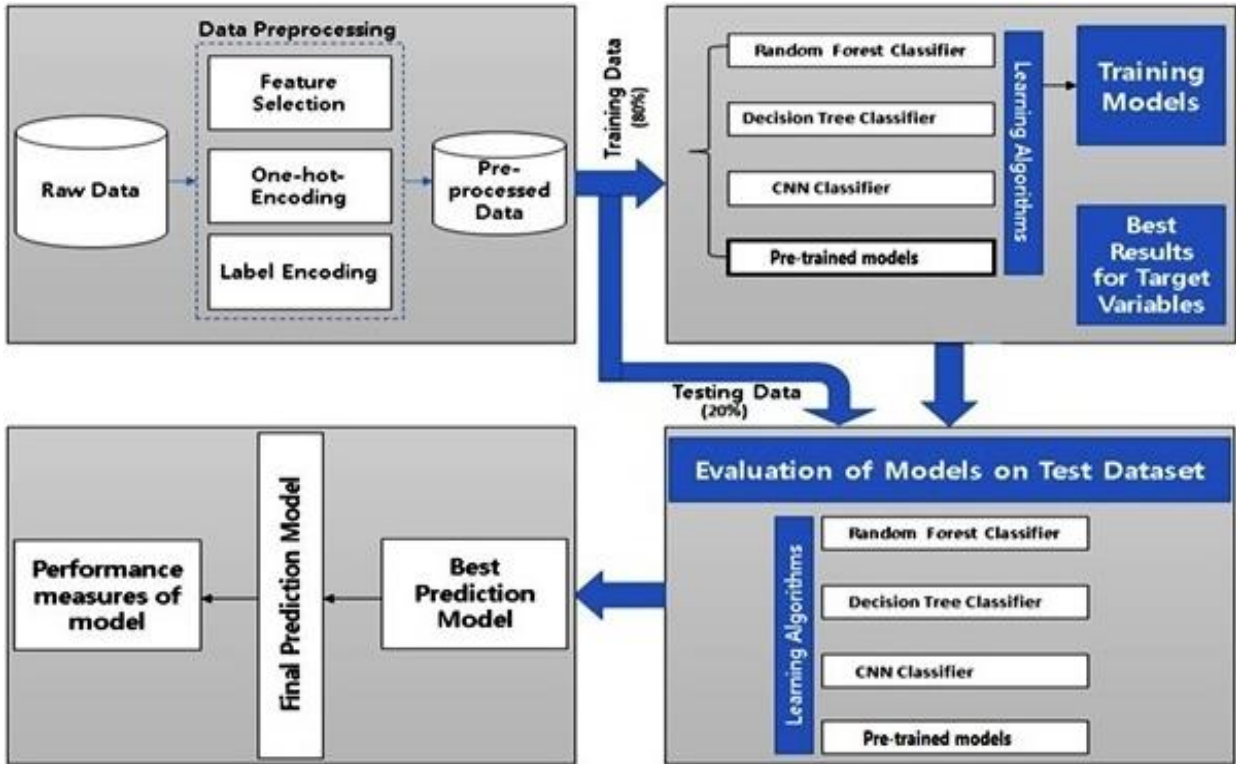 Data Preprocessing
Raw Data
Feature
Selection
One-hot-
Encoding
Label Encoding
Pre-
processed
Data
Training Data
(80%)
Random Forest Classifier
Decision Tree Classifier
CNN Classifier
Pre-trained models
Learning Algorithms
Training
Models
Best
Results
for Target
Variables
Testing Data
(20%)
Evaluation of Models on Test Dataset
Learning Algorithms
Random Forest Classifier
Decision Tree Classifier
CNN Classifier
Pre-trained models
Best
Prediction
Model
Final Prediction Model
Performance
measures of
model